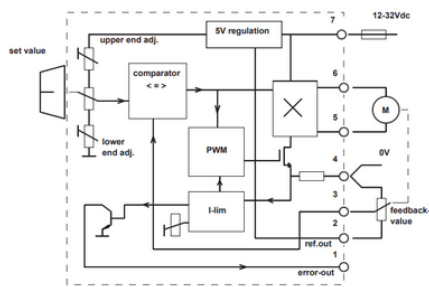 7
12-32Vdc
set value
upper end adj.
5V regulation
comparator
< = >
6
M
5
lower
end adj.
PWM
4
0V
3
I-lim
2
feedback-
value
ref.out
1
error-out